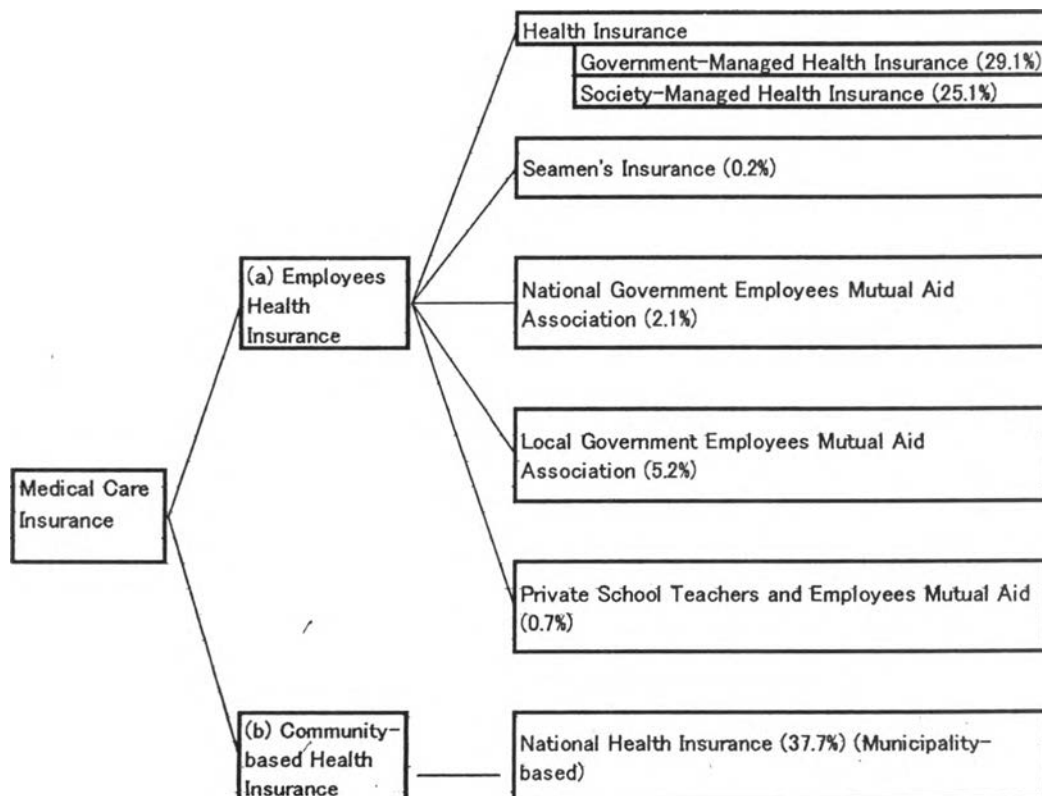 Health Insurance
Government-Managed Health Insurance (29.1%)
Society-Managed Health Insurance (25.1%)
Seamen's Insurance (0.2%)
(a) Employees
Health
Insurance
National Government Employees Mutual Aid
Association (2.1%)
Local Government Employees Mutual Aid
Association (5.2%)
Medical Care
Insurance
Private School Teachers and Employees Mutual Aid
(0.7%)
(b) Community-
based Health
Insurance
National Health Insurance (37.7%) (Municipality-
based)